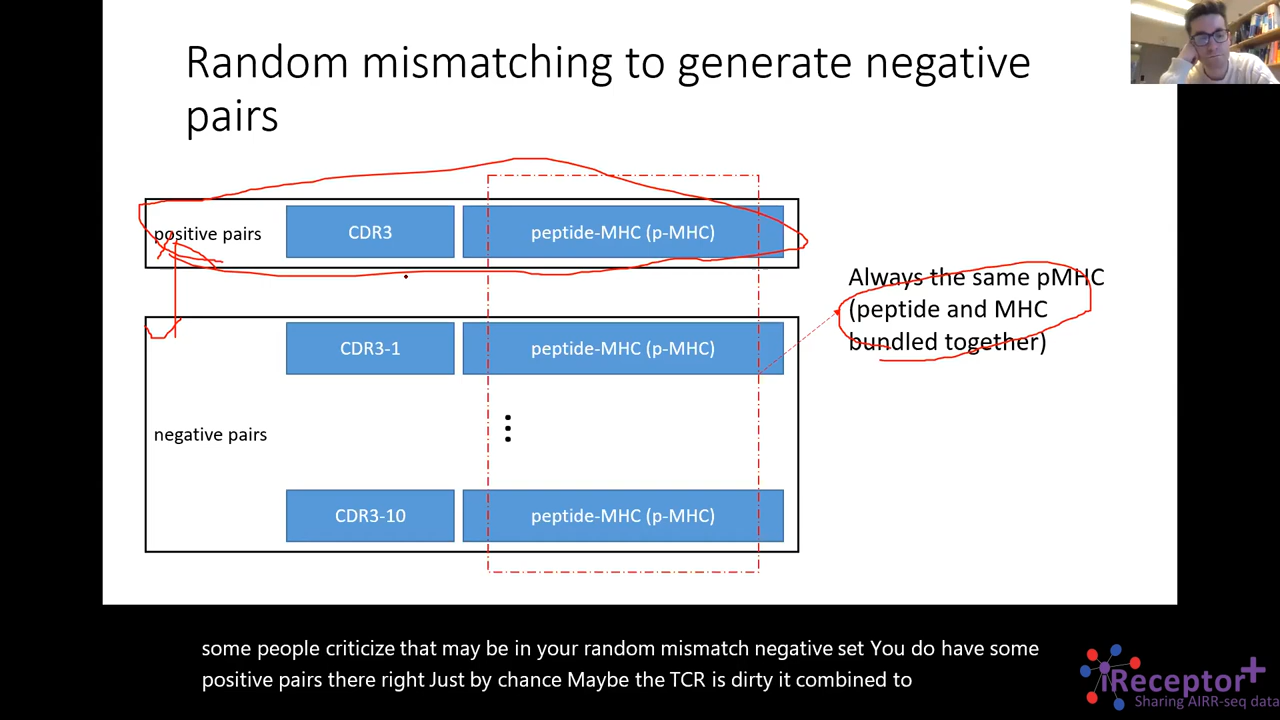 Random mismatching to generate negative
pairs
positive pairs
CDR3
peptide-MHC (p-MHC)
Always the same pMHC
(peptide and MHC
bundled together)
CDR3-1
peptide-MHC (p-MHC)
negative pairs
CDR3-10
peptide-MHC (p-MHC)
some people criticize that may be in your random mismatch negative set You do have some
positive pairs there right Just by chance Maybe the TCR is dirty it combined to
iReceptor+
Sharing AIRR-seq data